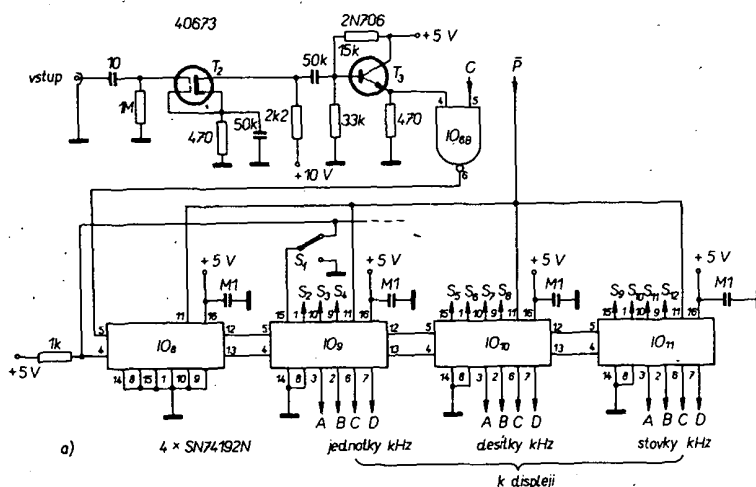 40673
2N706
vstup
10
1M
T2
470
50k
2k2
+10 V
50k
15k
+5 V
T3
33k
470
C
P̄
4 5
IO6B
6
+5 V
1k
+5 V
M1
11 16
5
4
IO8
12
13
14 8 15 1 10 9
S1
S2 S3 S4
+5 V
M1
15 1 10 9 11 16
5
4
IO9
12
13
14 8 3 2 6 7
A B C D
S5 S6 S7 S8
+5 V
M1
15 1 10 9 11 16
5
4
IO10
12
13
14 8 3 2 6 7
A B C D
S9 S10 S11 S12
+5 V
M1
15 1 10 9 11 16
5
4
IO11
14 8 3 2 6 7
A B C D
a)
4 × SN74192N
jednotky kHz
desítky kHz
stovky kHz
k displeji